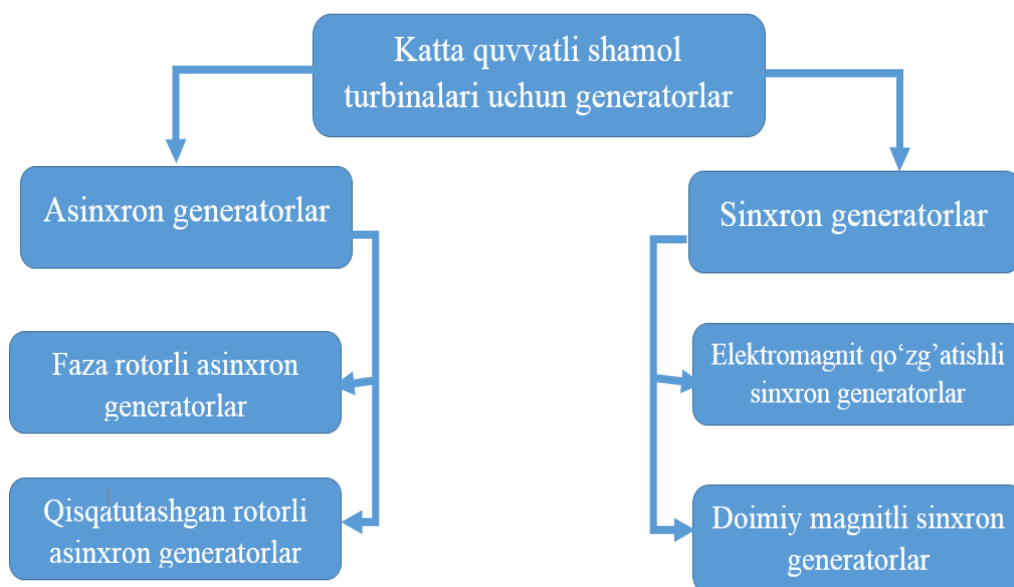 Katta quvvatli shamol
turbinalari uchun generatorlar
Asinxron generatorlar
Faza rotorli asinxron
generatorlar
Qisqatutashgan rotorli
asinxron generatorlar
Sinxron generatorlar
Elektromagnit qo‘zg’atishli
sinxron generatorlar
Doimiy magnitli sinxron
generatorlar